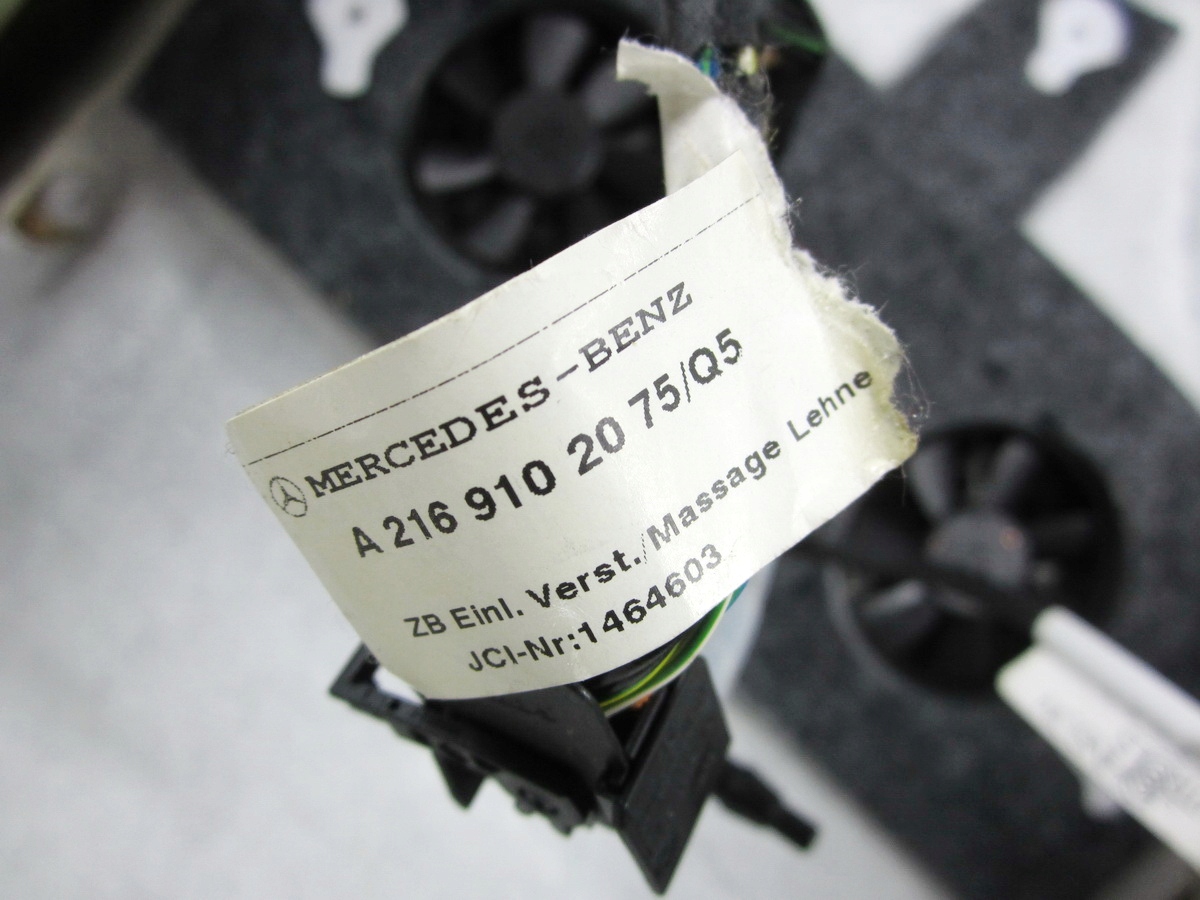 MERCEDES-BENZ
A 216 910 20 75/Q5
ZB Einl. Verst./Massage Lehne
JCI-Nr:1464603